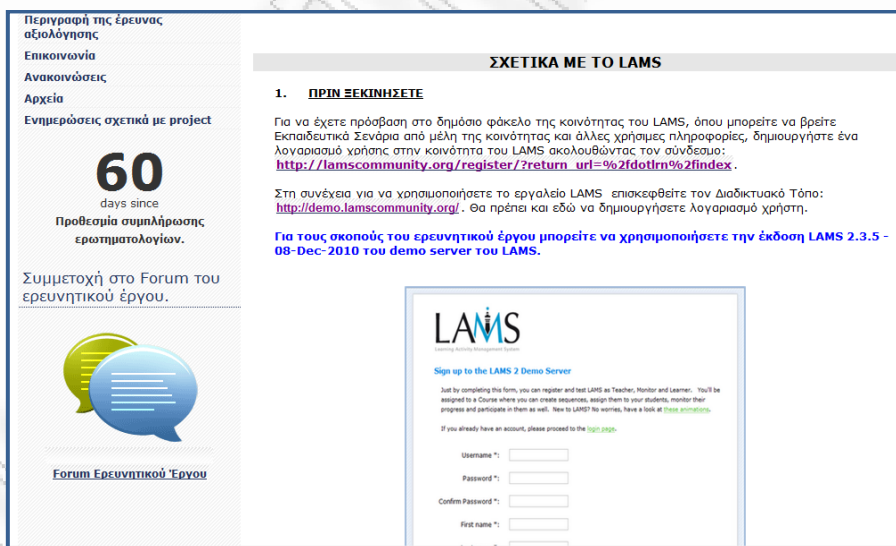 Περιγραφή της έρευνας
αξιολόγησης
Επικοινωνία
Ανακοινώσεις
Αρχεία
Ενημερώσεις σχετικά με project
60
days since
Προθεσμία συμπλήρωσης
ερωτηματολογίων.
Συμμετοχή στο Forum του
ερευνητικού έργου.
Forum Ερευνητικού Έργου
ΣΧΕΤΙΚΑ ΜΕ ΤΟ LAMS
1. ΠΡΙΝ ΞΕΚΙΝΗΣΕΤΕ
Για να έχετε πρόσβαση στο δημόσιο φάκελο της κοινότητας του LAMS, όπου μπορείτε να βρείτε
Εκπαιδευτικά Σενάρια από μέλη της κοινότητας και άλλες χρήσιμες πληροφορίες, δημιουργήστε ένα
λογαριασμό χρήσης στην κοινότητα του LAMS ακολουθώντας τον σύνδεσμο:
http://lamscommunity.org/register/?return_url=%2fdotlrn%2findex.
Στη συνέχεια για να χρησιμοποιήσετε το εργαλείο LAMS επισκεφθείτε τον Διαδικτυακό Τόπο:
http://demo.lamscommunity.org/. Θα πρέπει και εδώ να δημιουργήσετε λογαριασμό χρήστη.
Για τους σκοπούς του ερευνητικού έργου μπορείτε να χρησιμοποιήσετε την έκδοση LAMS 2.3.5 -
08-Dec-2010 του demo server του LAMS.
LAMS
Learning Activity Management System
Sign up to the LAMS 2 Demo Server
Just by completing this form, you can register and test LAMS as Teacher, Monitor and Learner. You'll be
assigned to a Course where you can create sequences, assign them to your students, monitor their
progress and participate in them as well. New to LAMS? No worries, have a look at these animations.
If you already have an account, please proceed to the login page.
Username *:
Password *:
Confirm Password *:
First name *: